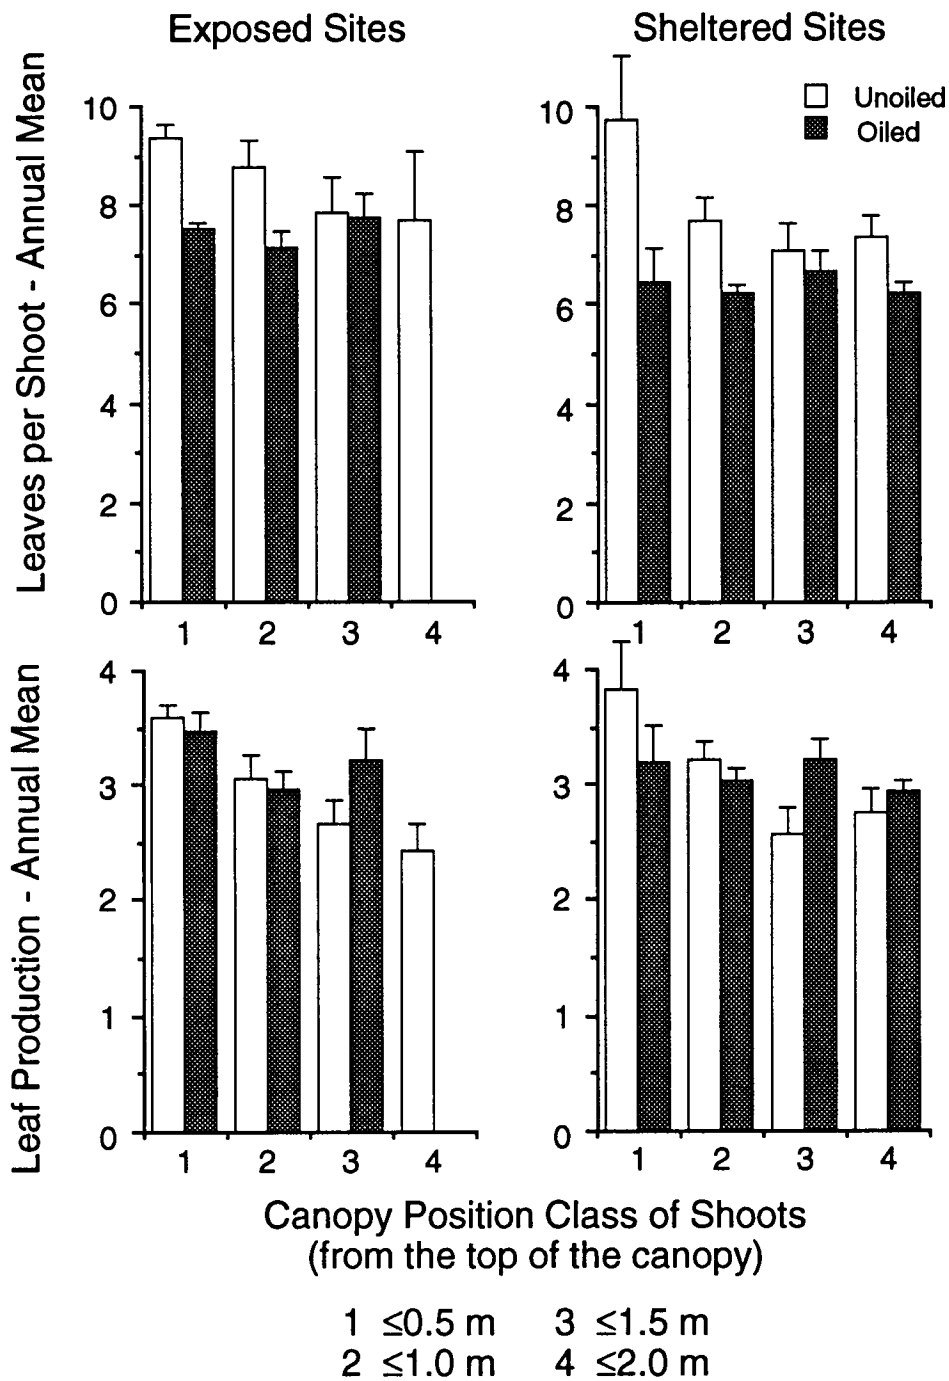 Exposed Sites
Sheltered Sites
Unoiled
Oiled
Leaves per Shoot - Annual Mean
10
8
6
4
2
0
1 2 3 4
10
8
6
4
2
0
1 2 3 4
Leaf Production - Annual Mean
4
3
2
1
0
1 2 3 4
4
3
2
1
0
1 2 3 4
Canopy Position Class of Shoots
(from the top of the canopy)
1 ≤0.5 m 3 ≤1.5 m
2 ≤1.0 m 4 ≤2.0 m